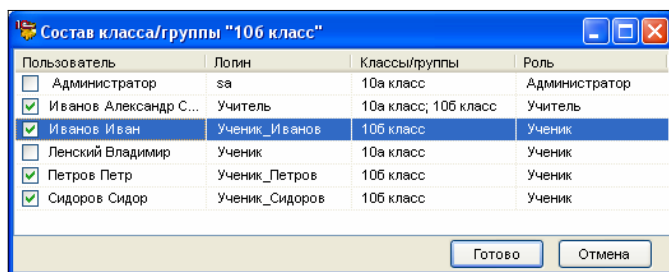 Состав класса/группы "10б класс"
Пользователь Логин Классы/группы Роль
Администратор sa 10а класс Администратор
Иванов Александр С... Учитель 10а класс; 10б класс Учитель
Иванов Иван Ученик_Иванов 10б класс Ученик
Ленский Владимир Ученик 10а класс Ученик
Петров Петр Ученик_Петров 10б класс Ученик
Сидоров Сидор Ученик_Сидоров 10б класс Ученик
Готово Отмена